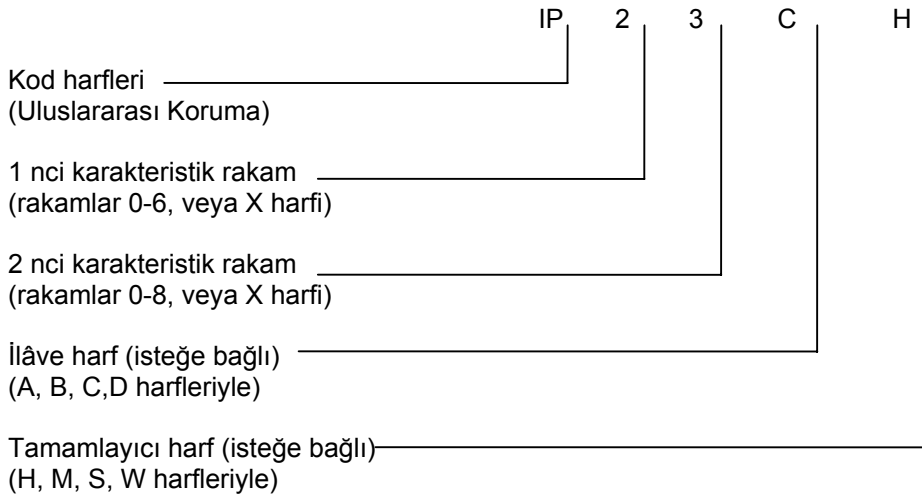 IP 2 3 C H
Kod harfleri
(Uluslararası Koruma)
1 nci karakteristik rakam
(rakamlar 0-6, veya X harfi)
2 nci karakteristik rakam
(rakamlar 0-8, veya X harfi)
İlâve harf (isteğe bağlı)
(A, B, C,D harfleriyle)
Tamamlayıcı harf (isteğe bağlı)
(H, M, S, W harfleriyle)